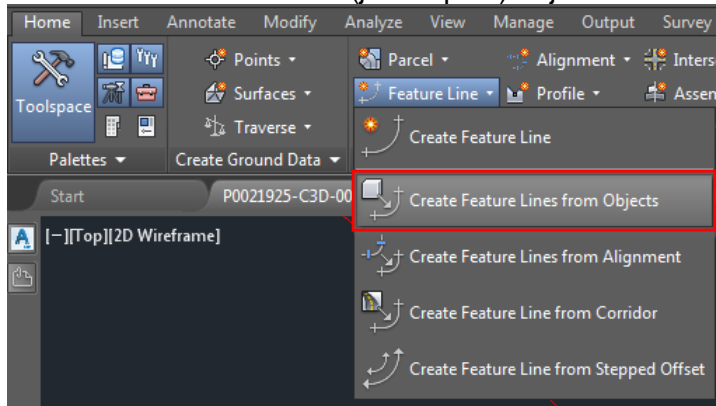 Home Insert Annotate Modify Analyze View Manage Output Survey
Toolspace
Points
Surfaces
Traverse
Parcel
Alignment
Feature Line
Profile
Palettes
Create Ground Data
Create Feature Line
Start
P0021925-C3D-00
Create Feature Lines from Objects
[−][Top][2D Wireframe]
Create Feature Lines from Alignment
Create Feature Line from Corridor
Create Feature Line from Stepped Offset